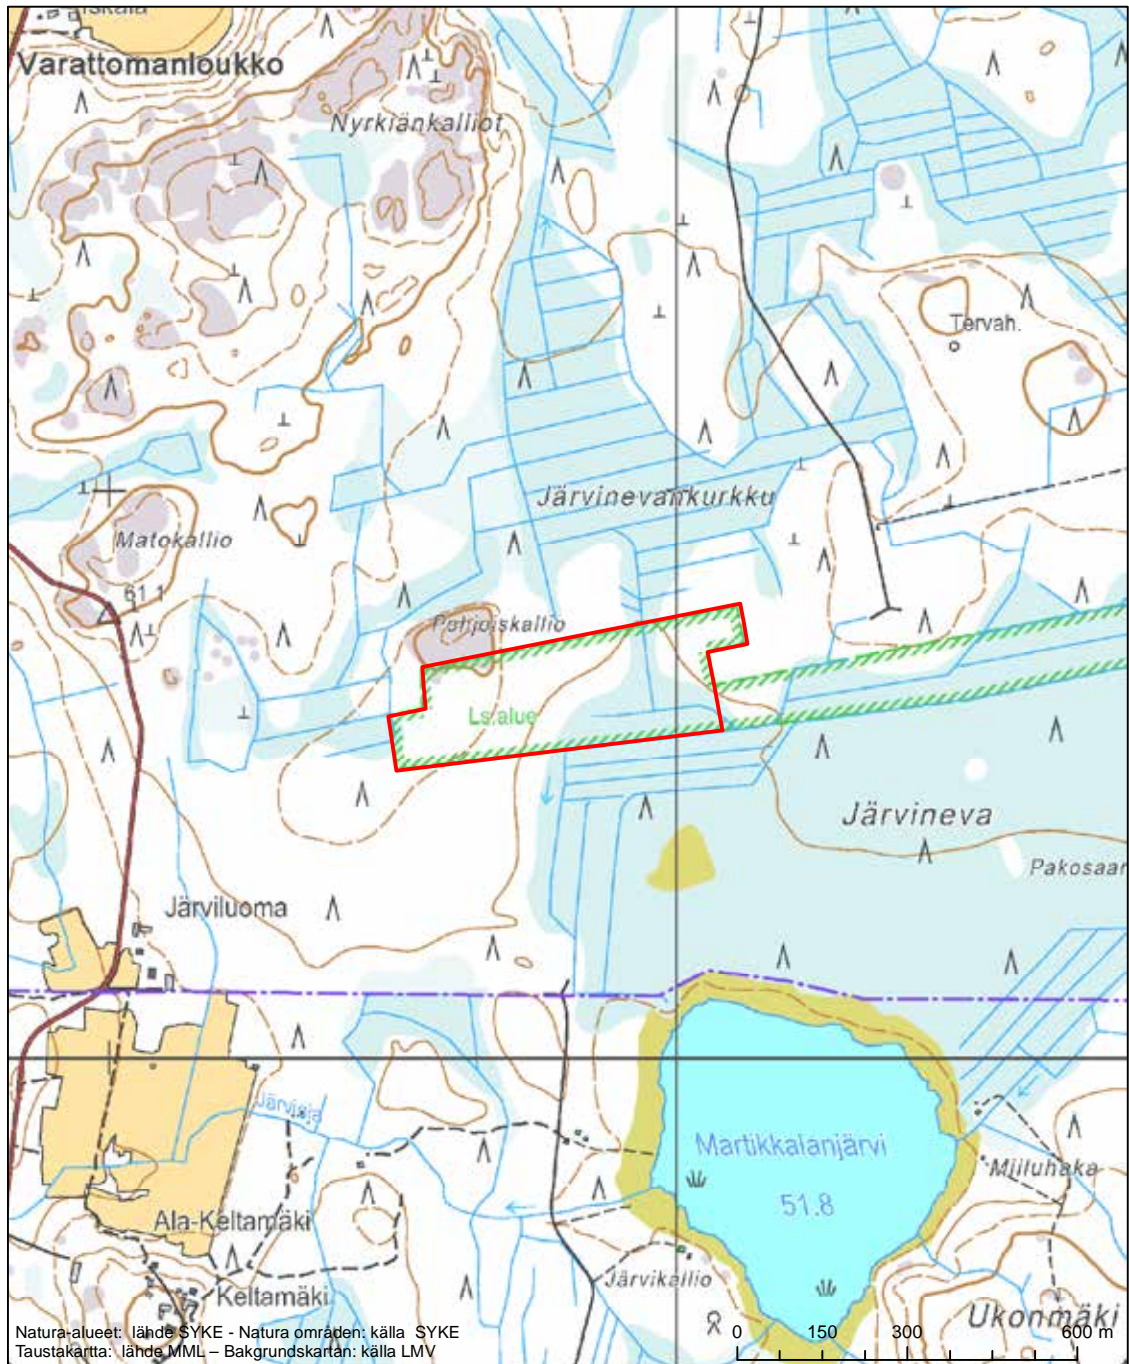 Varattomanloukko
Nyrkiänkalliot
Tervah.
Järvinevankurkku
Matokallio
61.1
Pohjoiskallio
Ls.alue
Järvineva
Pakosaar
Järviluoma
Järvioja
Martikkalanjärvi
51.8
Miiluhaka
Ala-Keltamäki
Järvikallio
Keltamäki
Ukonmäki
Natura-alueet: lähde SYKE - Natura områden: källa SYKE
Taustakartta: lähde MML – Bakgrundskartan: källa LMV
0 150 300 600 m